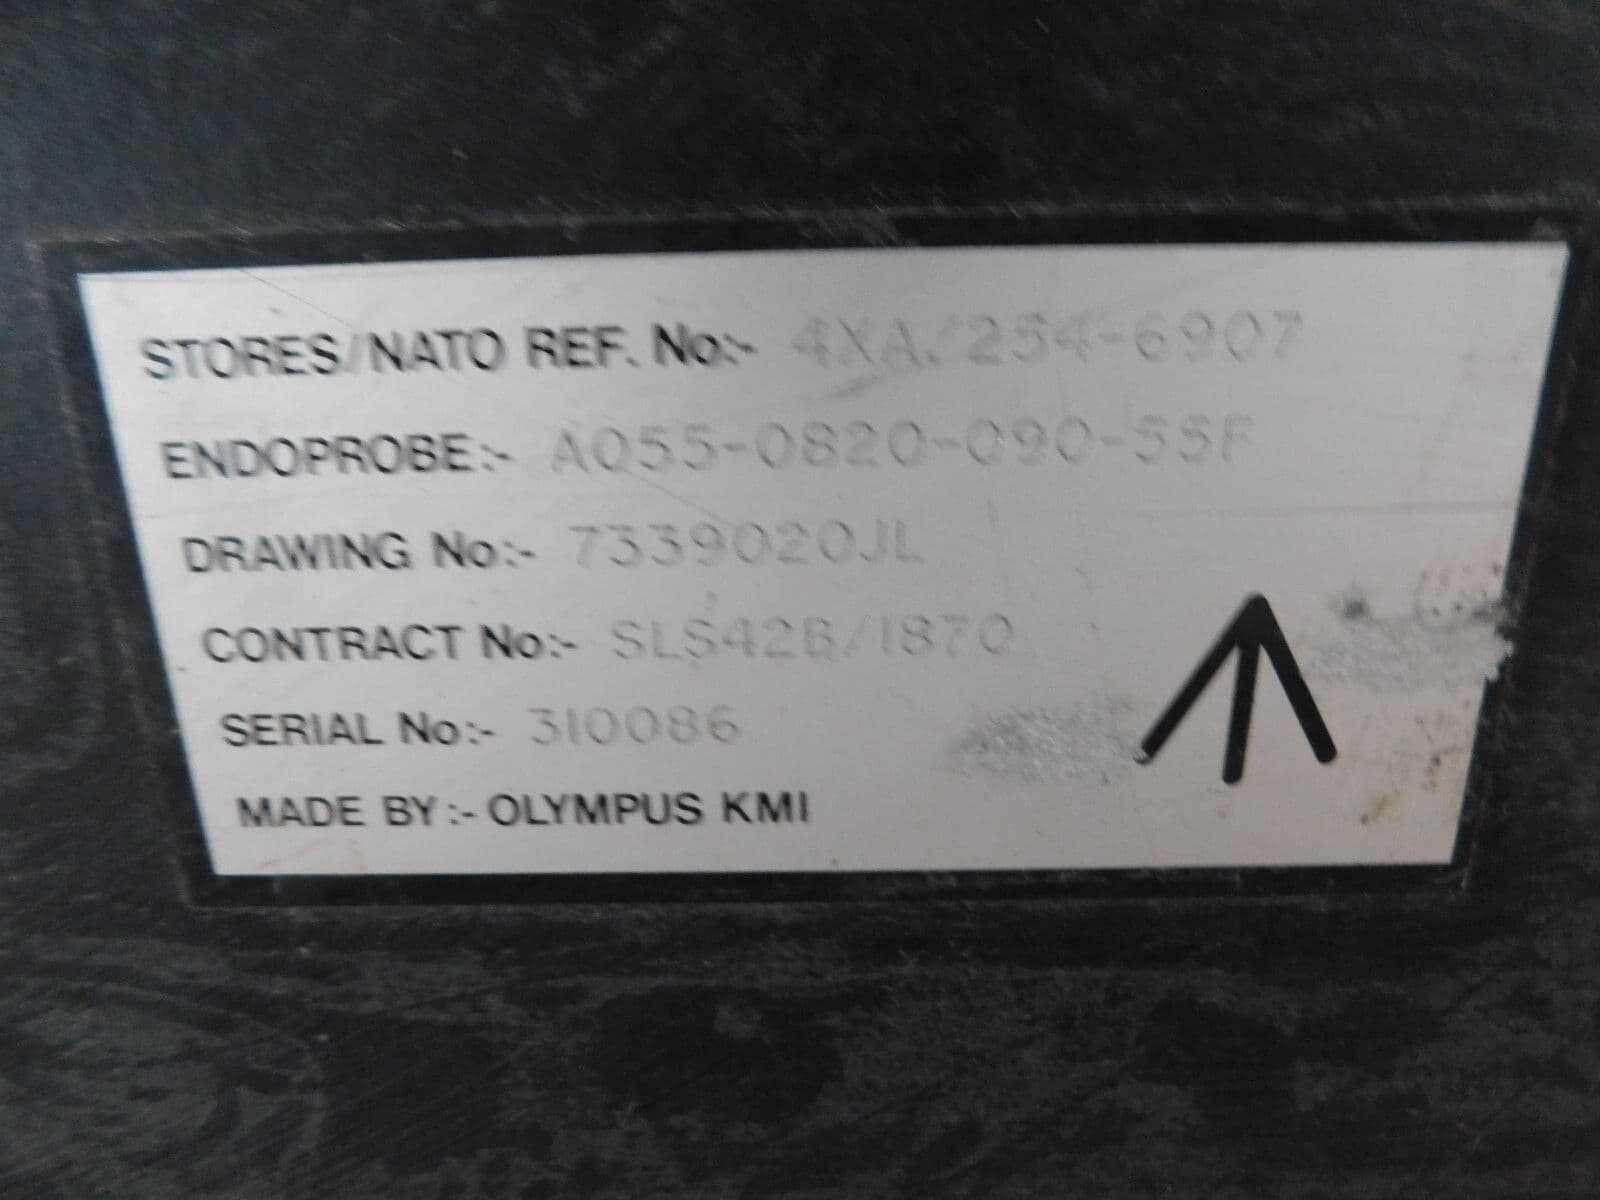 STORES/NATO REF. No:- 4XA/254-6907
ENDOPROBE:- A055-0820-090-55F
DRAWING No:- 7339020JL
CONTRACT No:- SLS42B/1870
SERIAL No:- 310086
MADE BY:- OLYMPUS KMI